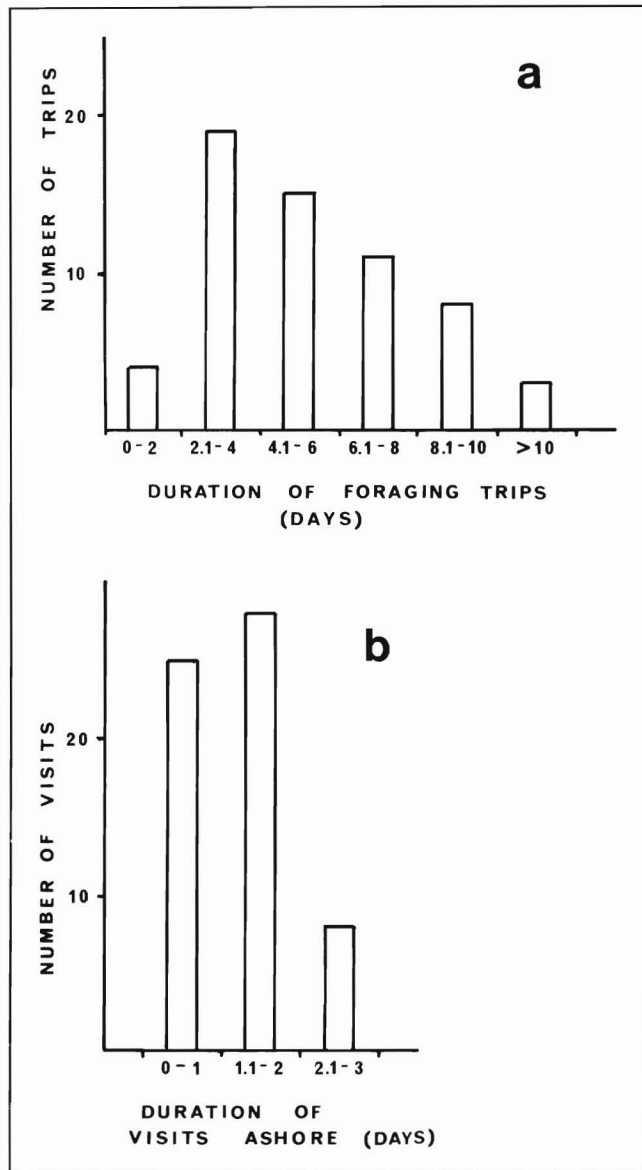 a
NUMBER OF TRIPS
20
10
0-2 2.1-4 4.1-6 6.1-8 8.1-10 >10
DURATION OF FORAGING TRIPS
(DAYS)
b
NUMBER OF VISITS
20
10
0-1 1.1-2 2.1-3
DURATION OF
VISITS ASHORE (DAYS)